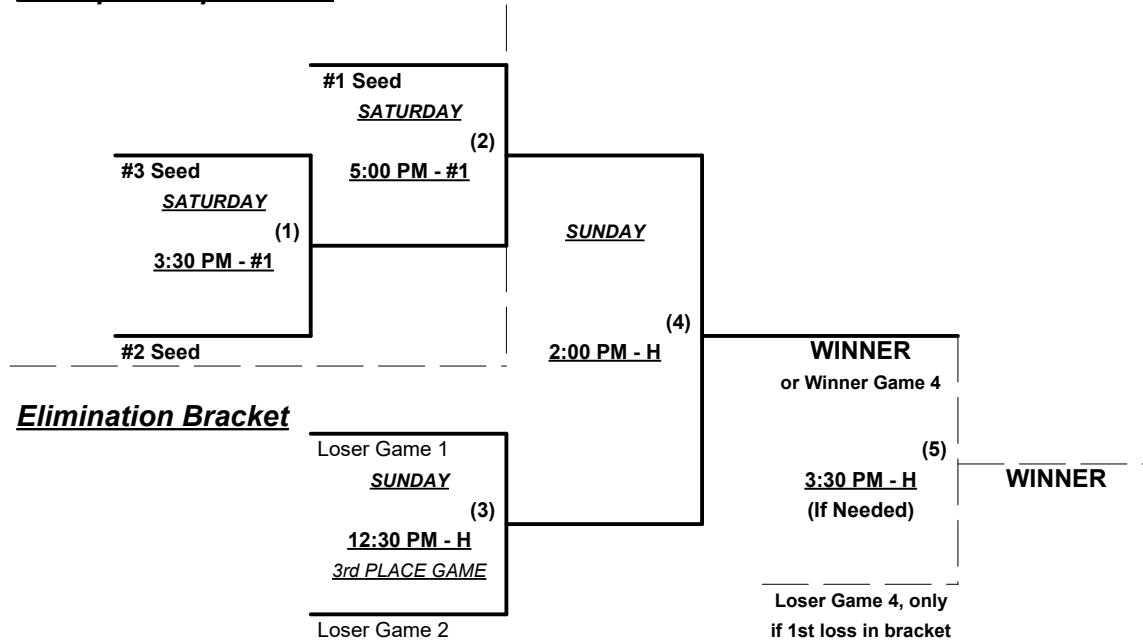 #1 Seed
SATURDAY
(2)
5:00 PM - #1
#3 Seed
SATURDAY
(1)
3:30 PM - #1
#2 Seed
SUNDAY
(4)
2:00 PM - H
WINNER
or Winner Game 4
(5)
3:30 PM - H
(If Needed)
WINNER
Loser Game 4, only
if 1st loss in bracket
Elimination Bracket
Loser Game 1
SUNDAY
(3)
12:30 PM - H
3rd PLACE GAME
Loser Game 2